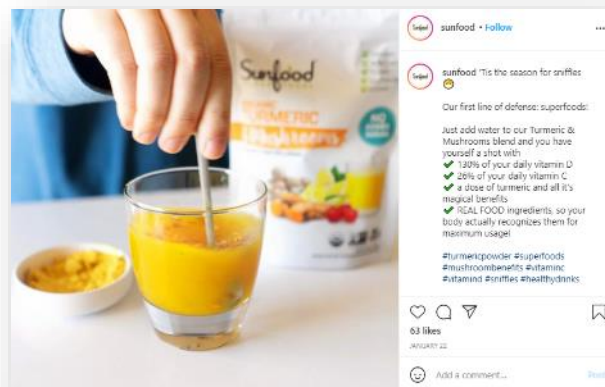 Sunfood
TURMERIC
Mushrooms
NO
sunfood • Follow
sunfood 'Tis the season for sniffles
Our first line of defense: superfoods!
Just add water to our Turmeric &
Mushrooms blend and you have
yourself a shot with
✔ 130% of your daily vitamin D
✔ 26% of your daily vitamin C
✔ a dose of turmeric and all it's
magical benefits
✔ REAL FOOD ingredients, so your
body actually recognizes them for
maximum usage!
#turmericpowder #superfoods
#mushroombenefits #vitaminc
#vitamind #sniffles #healthydrinks
63 likes
JANUARY 22
Add a comment...
Post